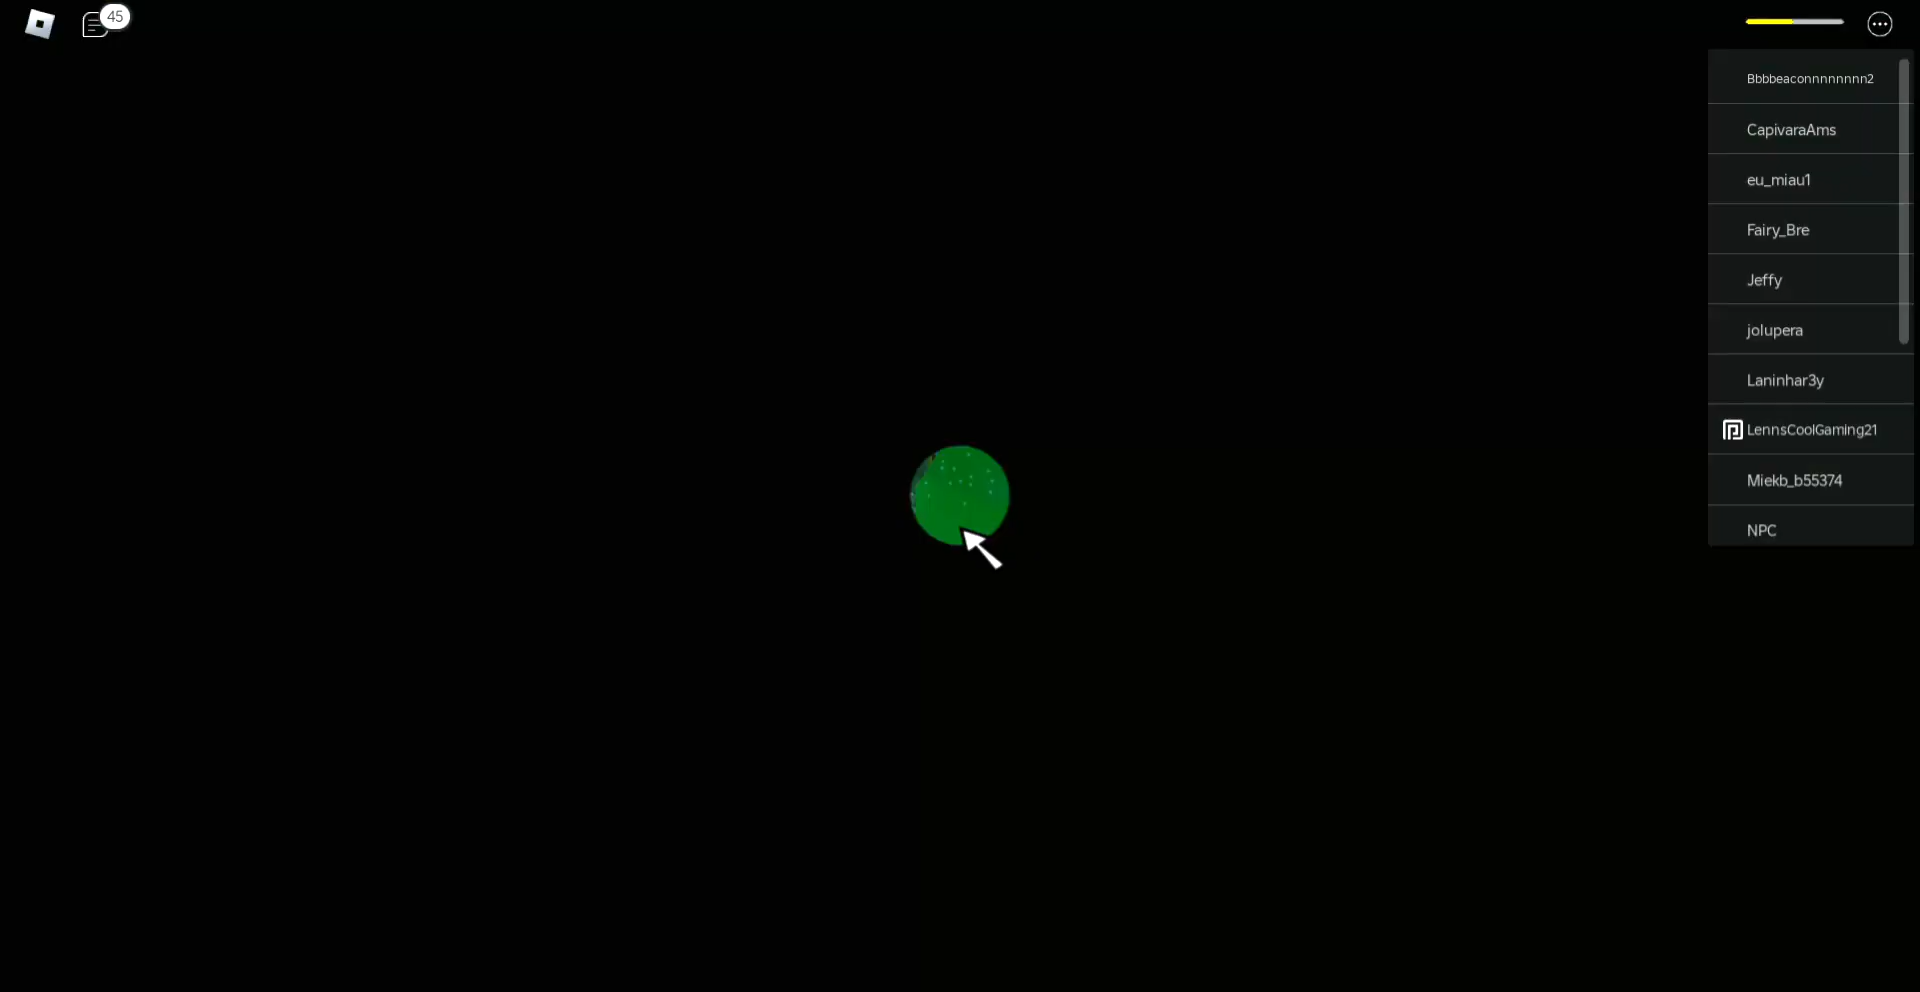 45
Bbbbeaconnnnnnnn2
CapivaraAms
eu_miau1
Fairy_Bre
Jeffy
jolupera
Laninhar3y
LennsCoolGaming21
Miekb_b55374
NPC